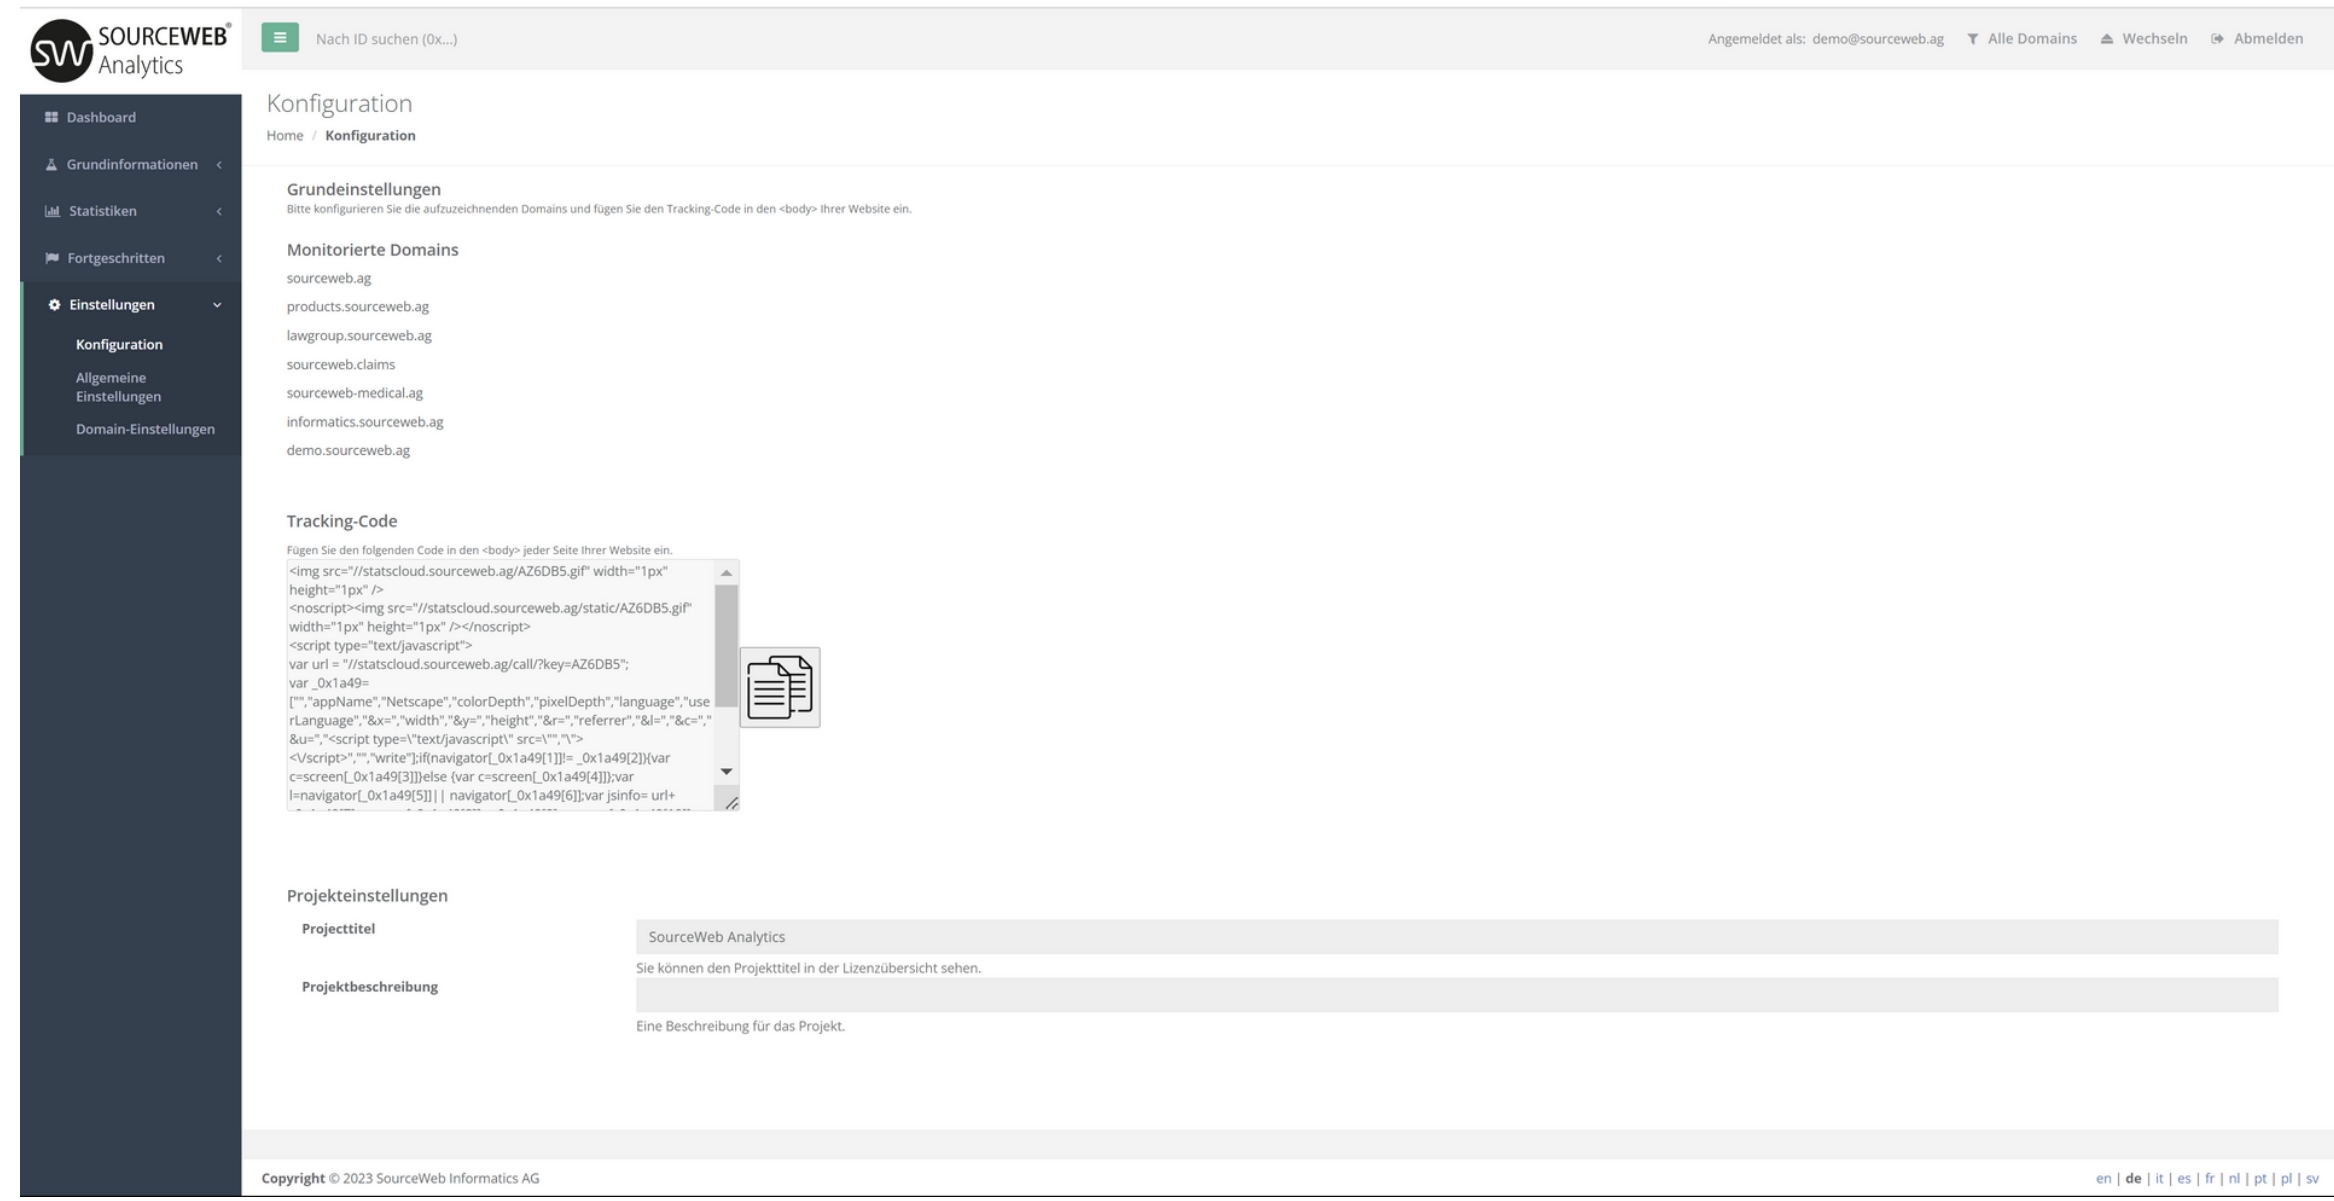 SW SOURCEWEB®
Analytics
Nach ID suchen (0x...)
Angemeldet als: demo@sourceweb.ag Alle Domains Wechseln Abmelden
Dashboard
Grundinformationen
Statistiken
Fortgeschritten
Einstellungen
Konfiguration
Allgemeine
Einstellungen
Domain-Einstellungen
Konfiguration
Home / Konfiguration
Grundeinstellungen
Bitte konfigurieren Sie die aufzuzeichnenden Domains und fügen Sie den Tracking-Code in den <body> Ihrer Website ein.
Monitorierte Domains
sourceweb.ag
products.sourceweb.ag
lawgroup.sourceweb.ag
sourceweb.claims
sourceweb-medical.ag
informatics.sourceweb.ag
demo.sourceweb.ag
Tracking-Code
Fügen Sie den folgenden Code in den <body> jeder Seite Ihrer Website ein.
<img src="//statscloud.sourceweb.ag/AZ6DB5.gif" width="1px"
height="1px" />
<noscript><img src="//statscloud.sourceweb.ag/static/AZ6DB5.gif"
width="1px" height="1px" /></noscript>
<script type="text/javascript">
var url = "//statscloud.sourceweb.ag/call/?key=AZ6DB5";
var _0x1a49=
["","appName","Netscape","colorDepth","pixelDepth","language","use
rLanguage","&x=","width","&y=","height","&r=","referrer","&l=","&c=","
&u=","<script type=\"text/javascript\" src=\"","\">
<\/script>","","write"];if(navigator[_0x1a49[1]]!= _0x1a49[2]){var
c=screen[_0x1a49[3]]}else {var c=screen[_0x1a49[4]]};var
l=navigator[_0x1a49[5]]|| navigator[_0x1a49[6]];var jsinfo= url+
Projekteinstellungen
Projecttitel
SourceWeb Analytics
Sie können den Projekttitel in der Lizenzübersicht sehen.
Projektbeschreibung
Eine Beschreibung für das Projekt.
Copyright © 2023 SourceWeb Informatics AG
en | de | it | es | fr | nl | pt | pl | sv